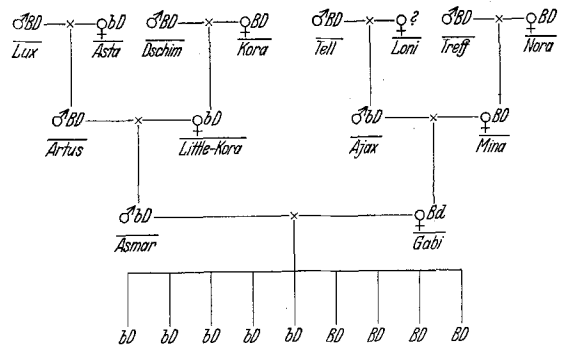 ♂BD × ♀bD ♂BD × ♀BD ♂BD × ♀? ♂BD × ♀BD
Lux Asta Dschim Kora Tell Loni Treff Nora
♂BD × ♀bD ♂bD × ♀BD
Artus Little-Kora Ajax Mina
♂bD × ♀Bd
Asmar Gabi
bD bD bD bD bD BD BD BD BD